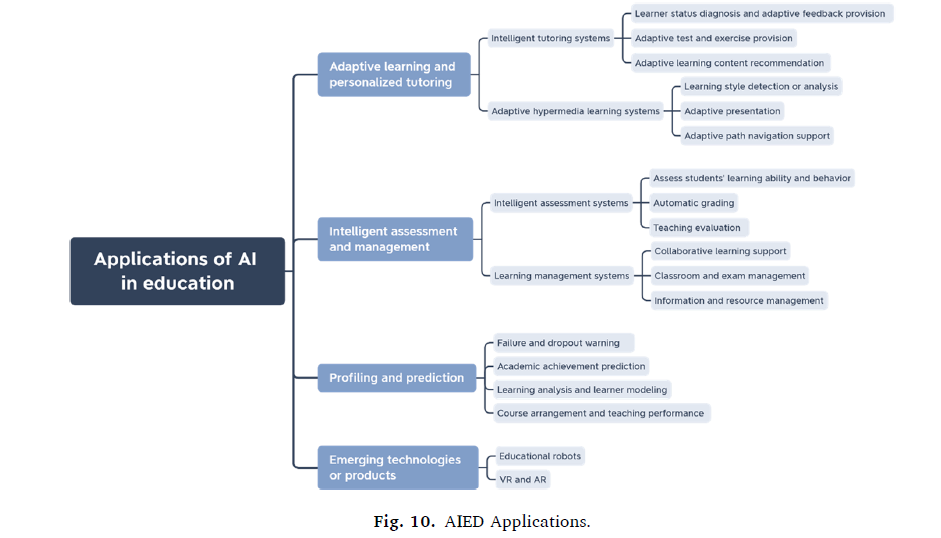 Applications of AI
in education
Adaptive learning and
personalized tutoring
Intelligent tutoring systems
Learner status diagnosis and adaptive feedback provision
Adaptive test and exercise provision
Adaptive learning content recommendation
Adaptive hypermedia learning systems
Learning style detection or analysis
Adaptive presentation
Adaptive path navigation support
Intelligent assessment
and management
Intelligent assessment systems
Assess students' learning ability and behavior
Automatic grading
Teaching evaluation
Learning management systems
Collaborative learning support
Classroom and exam management
Information and resource management
Profiling and prediction
Failure and dropout warning
Academic achievement prediction
Learning analysis and learner modeling
Course arrangement and teaching performance
Emerging technologies
or products
Educational robots
VR and AR
Fig. 10. AIED Applications.